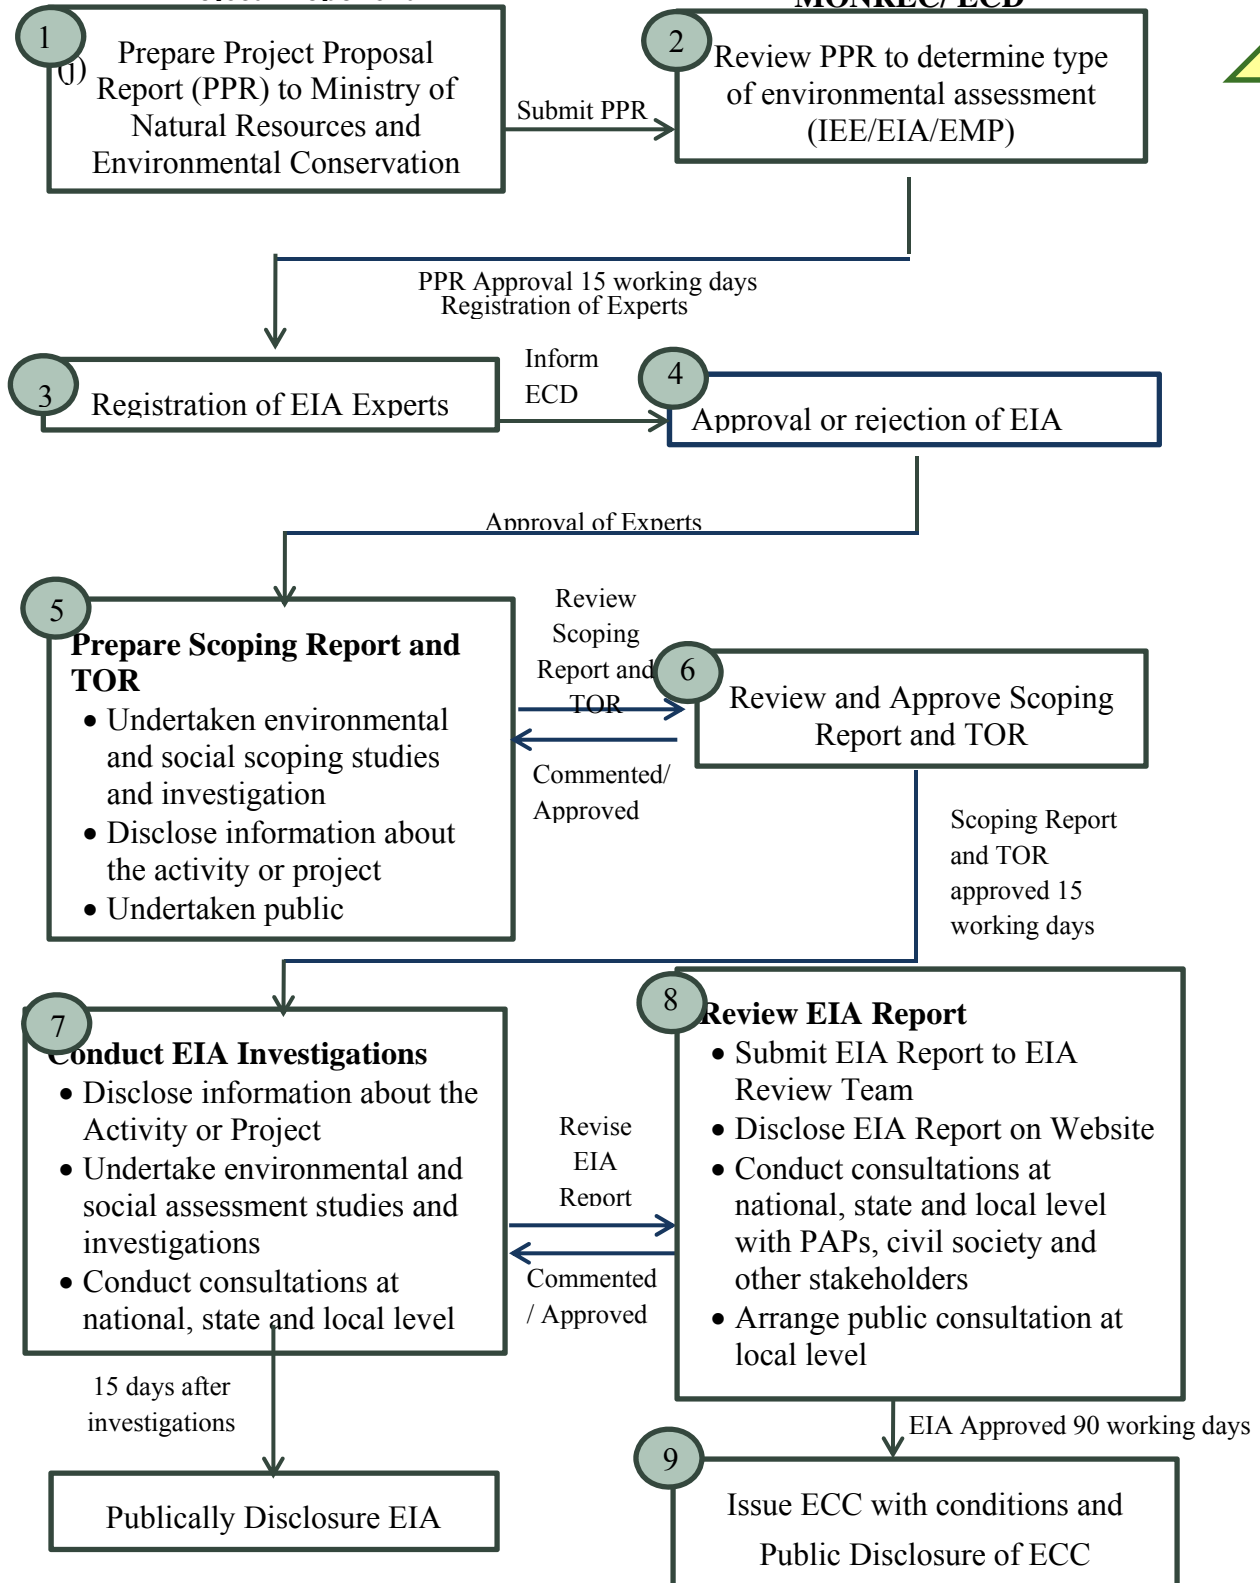 MONREC/ ECD
1
(j)
Prepare Project Proposal
Report (PPR) to Ministry of
Natural Resources and
Environmental Conservation
Submit PPR
2
Review PPR to determine type
of environmental assessment
(IEE/EIA/EMP)
PPR Approval 15 working days
Registration of Experts
3
Registration of EIA Experts
Inform
ECD
4
Approval or rejection of EIA
Approval of Experts
5
Prepare Scoping Report and
TOR
• Undertaken environmental
and social scoping studies
and investigation
• Disclose information about
the activity or project
• Undertaken public
Review
Scoping
Report and
TOR
Commented/
Approved
6
Review and Approve Scoping
Report and TOR
Scoping Report
and TOR
approved 15
working days
7
Conduct EIA Investigations
• Disclose information about the
Activity or Project
• Undertake environmental and
social assessment studies and
investigations
• Conduct consultations at
national, state and local level
Revise
EIA
Report
Commented
/ Approved
8
Review EIA Report
• Submit EIA Report to EIA
Review Team
• Disclose EIA Report on Website
• Conduct consultations at
national, state and local level
with PAPs, civil society and
other stakeholders
• Arrange public consultation at
local level
15 days after
investigations
EIA Approved 90 working days
Publically Disclosure EIA
9
Issue ECC with conditions and
Public Disclosure of ECC